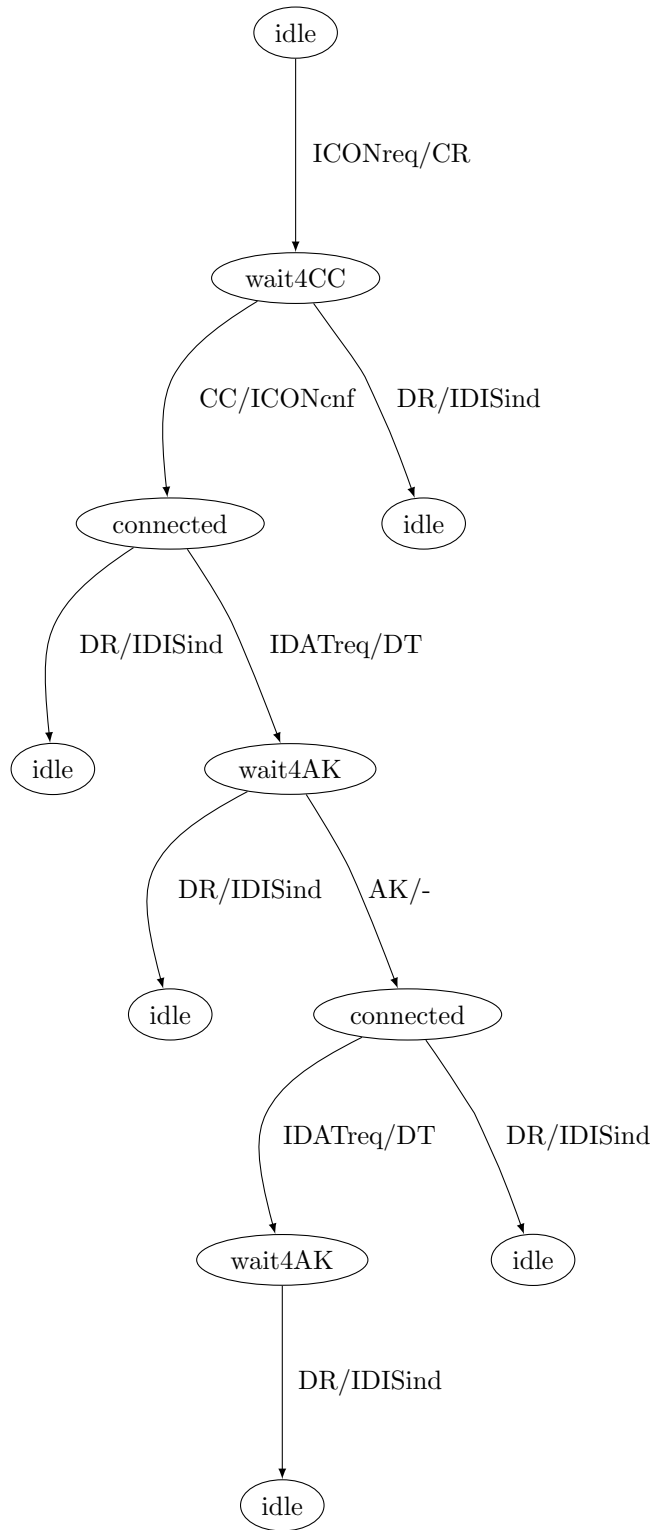 idle
ICONreq/CR
wait4CC
CC/ICONcnf
DR/IDISind
connected
idle
DR/IDISind
IDATreq/DT
idle
wait4AK
DR/IDISind
AK/-
idle
connected
IDATreq/DT
DR/IDISind
wait4AK
idle
DR/IDISind
idle